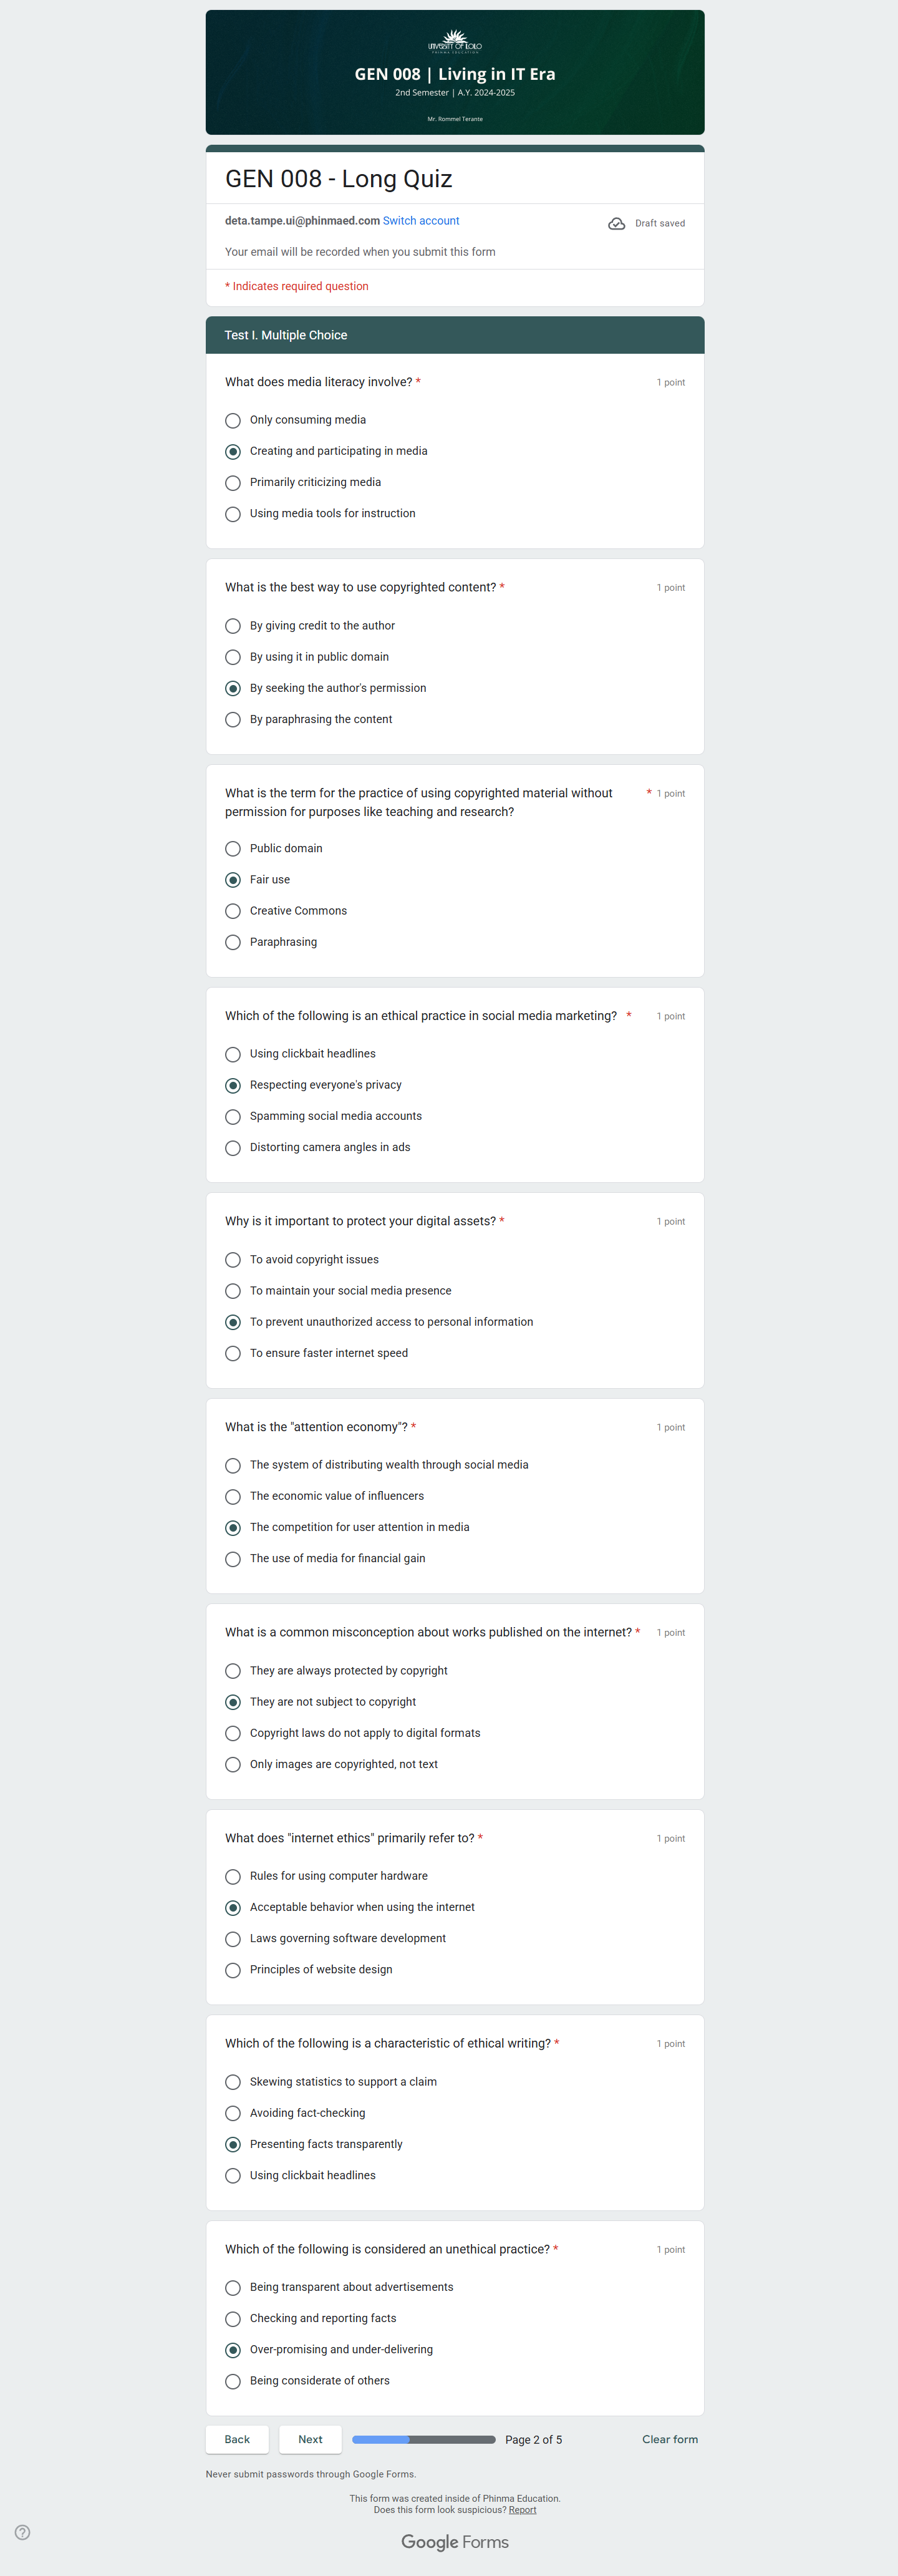 UNIVERSITY OF ILOILO
PHINMA EDUCATION
GEN 008 | Living in IT Era
2nd Semester | A.Y. 2024-2025
Mr. Rommel Terante
GEN 008 - Long Quiz
deta.tampe.ui@phinmaed.com Switch account
Draft saved
Your email will be recorded when you submit this form
* Indicates required question
Test I. Multiple Choice
What does media literacy involve? *
1 point
Only consuming media
Creating and participating in media
Primarily criticizing media
Using media tools for instruction
What is the best way to use copyrighted content? *
1 point
By giving credit to the author
By using it in public domain
By seeking the author's permission
By paraphrasing the content
What is the term for the practice of using copyrighted material without
* 1 point
permission for purposes like teaching and research?
Public domain
Fair use
Creative Commons
Paraphrasing
Which of the following is an ethical practice in social media marketing? *
1 point
Using clickbait headlines
Respecting everyone's privacy
Spamming social media accounts
Distorting camera angles in ads
Why is it important to protect your digital assets? *
1 point
To avoid copyright issues
To maintain your social media presence
To prevent unauthorized access to personal information
To ensure faster internet speed
What is the "attention economy"? *
1 point
The system of distributing wealth through social media
The economic value of influencers
The competition for user attention in media
The use of media for financial gain
What is a common misconception about works published on the internet? *
1 point
They are always protected by copyright
They are not subject to copyright
Copyright laws do not apply to digital formats
Only images are copyrighted, not text
What does "internet ethics" primarily refer to? *
1 point
Rules for using computer hardware
Acceptable behavior when using the internet
Laws governing software development
Principles of website design
Which of the following is a characteristic of ethical writing? *
1 point
Skewing statistics to support a claim
Avoiding fact-checking
Presenting facts transparently
Using clickbait headlines
Which of the following is considered an unethical practice? *
1 point
Being transparent about advertisements
Checking and reporting facts
Over-promising and under-delivering
Being considerate of others
Back
Next
Page 2 of 5
Clear form
Never submit passwords through Google Forms.
This form was created inside of Phinma Education.
Does this form look suspicious? Report
Google Forms